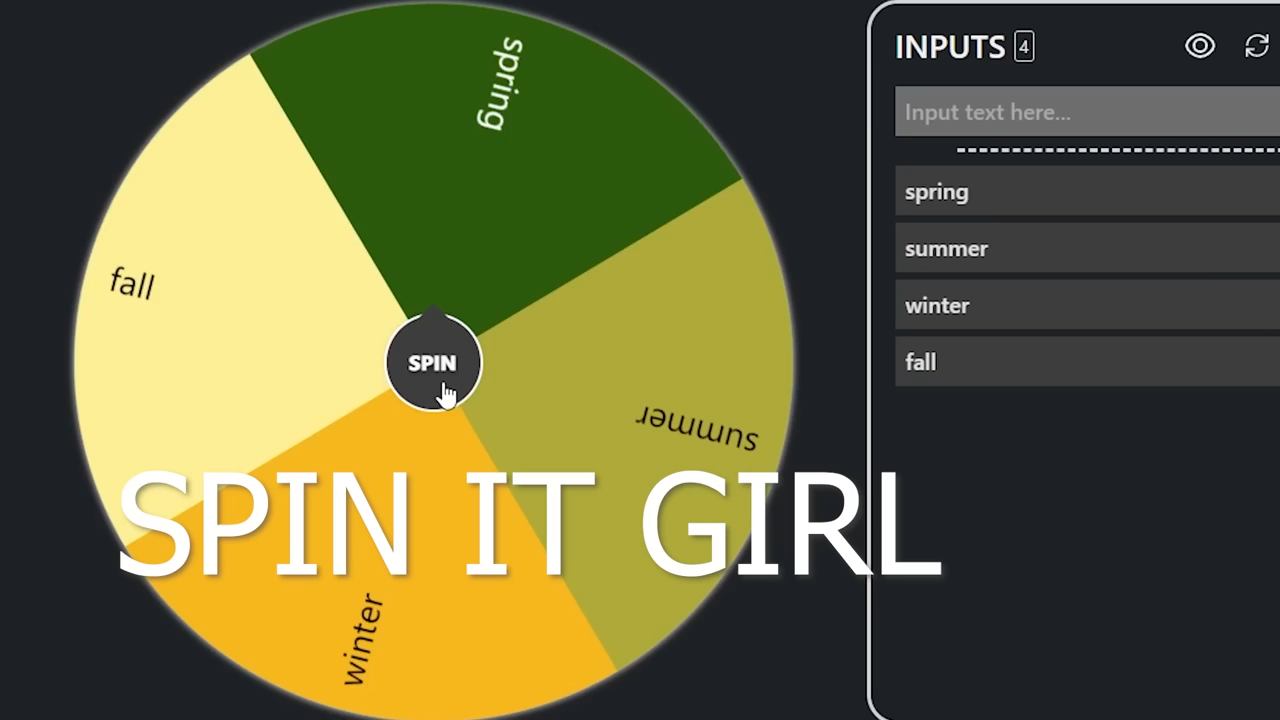 spring
fall
SPIN
summer
SPIN IT GIRL
winter
INPUTS 4
Input text here...
spring
summer
winter
fall